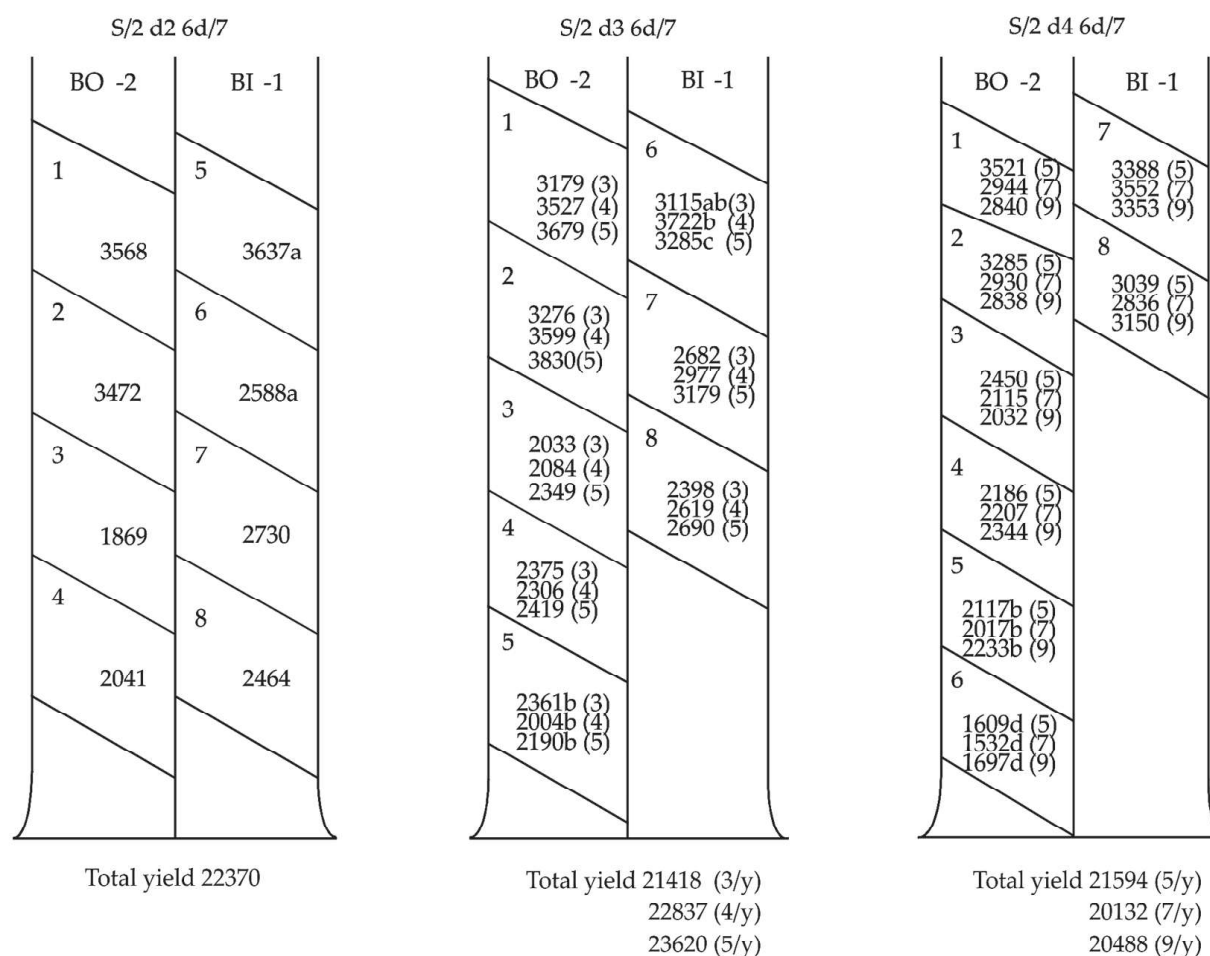 S/2 d2 6d/7
BO -2
BI -1
1
3568
2
3472
3
1869
4
2041
5
3637a
6
2588a
7
2730
8
2464
Total yield 22370
S/2 d3 6d/7
BO -2
BI -1
1
3179 (3)
3527 (4)
3679 (5)
2
3276 (3)
3599 (4)
3830(5)
3
2033 (3)
2084 (4)
2349 (5)
4
2375 (3)
2306 (4)
2419 (5)
5
2361b (3)
2004b (4)
2190b (5)
6
3115ab(3)
3722b (4)
3285c (5)
7
2682 (3)
2977 (4)
3179 (5)
8
2398 (3)
2619 (4)
2690 (5)
Total yield 21418 (3/y)
22837 (4/y)
23620 (5/y)
S/2 d4 6d/7
BO -2
BI -1
1
3521 (5)
2944 (7)
2840 (9)
2
3285 (5)
2930 (7)
2838 (9)
3
2450 (5)
2115 (7)
2032 (9)
4
2186 (5)
2207 (7)
2344 (9)
5
2117b (5)
2017b (7)
2233b (9)
6
1609d (5)
1532d (7)
1697d (9)
7
3388 (5)
3552 (7)
3353 (9)
8
3039 (5)
2836 (7)
3150 (9)
Total yield 21594 (5/y)
20132 (7/y)
20488 (9/y)